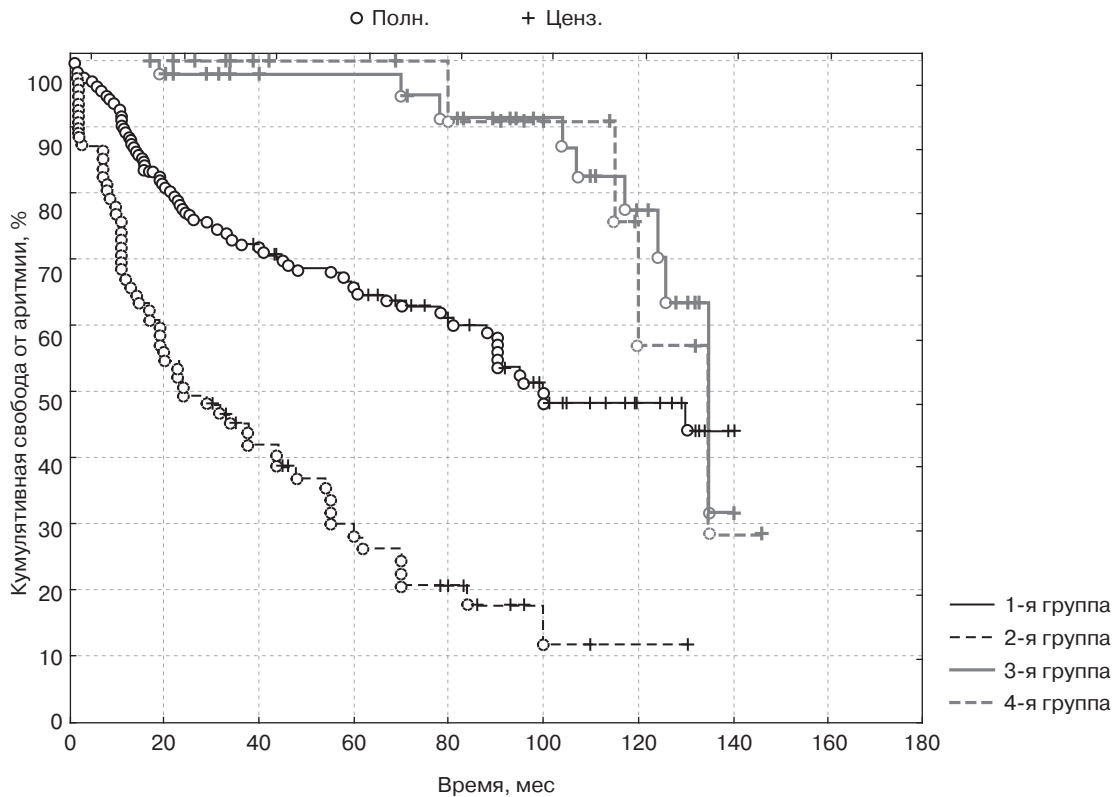 Полн. Ценз.
Кумулятивная свобода от аритмии, %
100
90
80
70
60
50
40
30
20
10
0
0 20 40 60 80 100 120 140 160 180
Время, мес
1-я группа
2-я группа
3-я группа
4-я группа